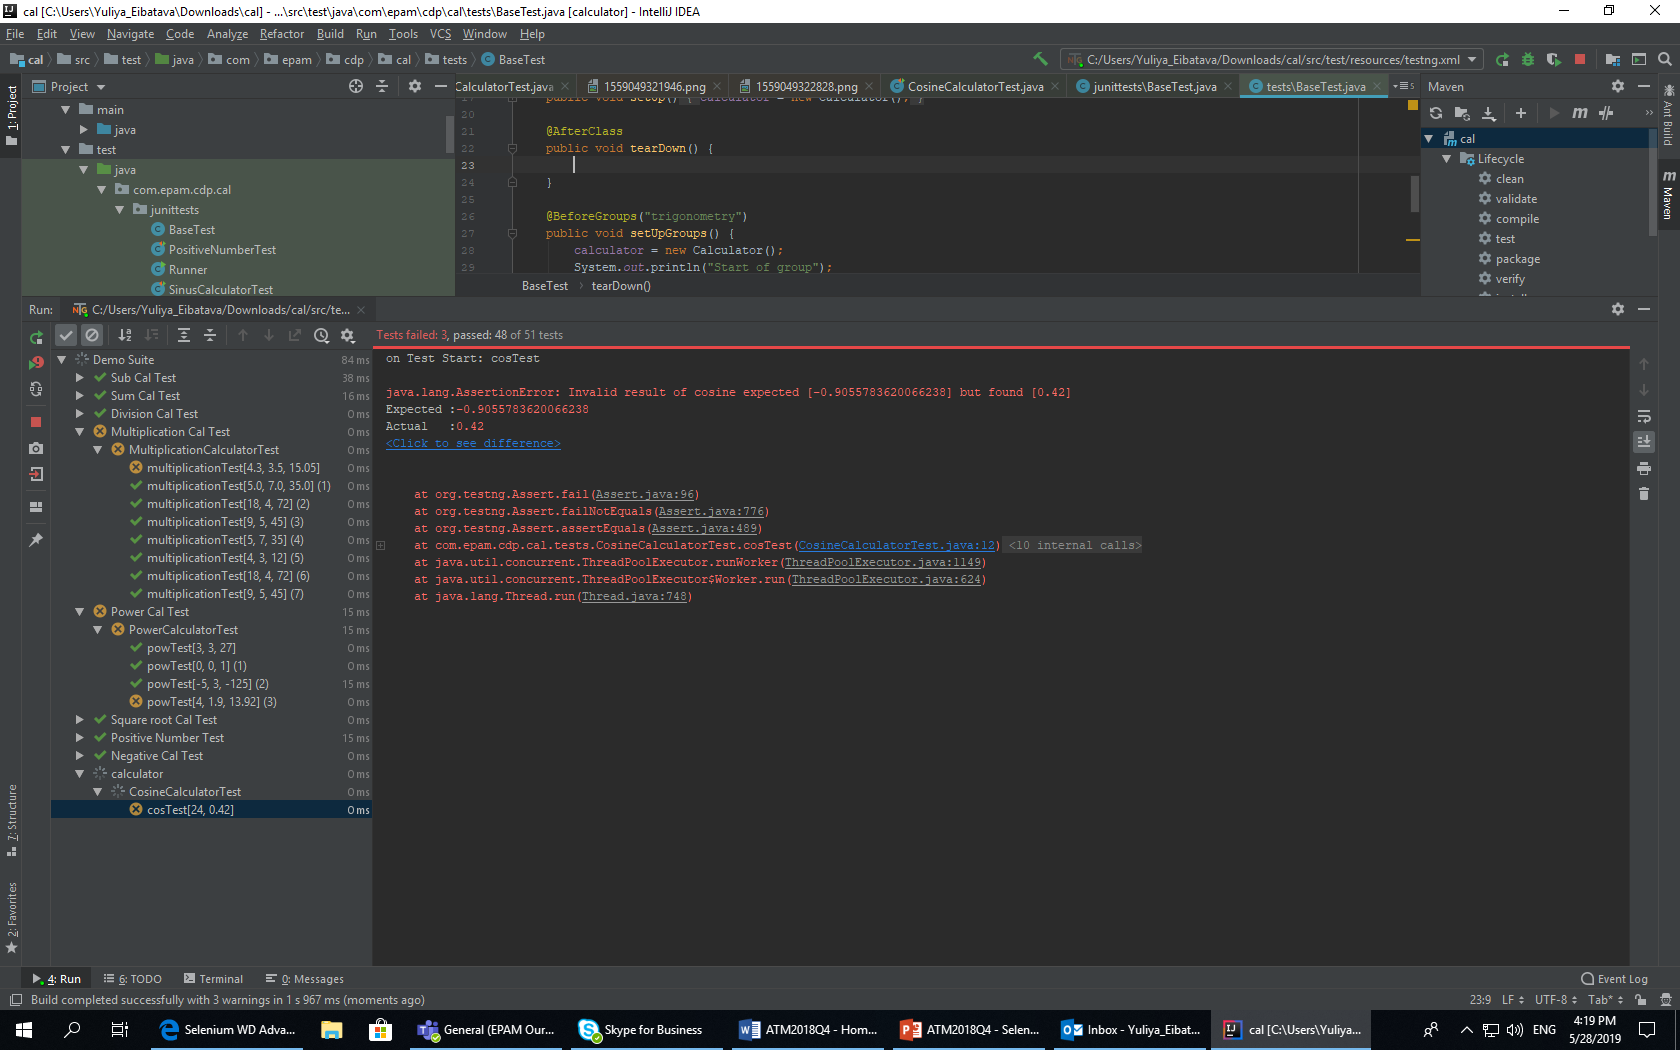 cal [C:\Users\Yuliya_Eibatava\Downloads\cal] - ...\src\test\java\com\epam\cdp\cal\tests\BaseTest.java [calculator] - IntelliJ IDEA
File Edit View Navigate Code Analyze Refactor Build Run Tools VCS Window Help
cal src test java com epam cdp cal tests BaseTest
C:/Users/Yuliya_Eibatava/Downloads/cal/src/test/resources/testng.xml
1: Project
Project
main
java
test
java
com.epam.cdp.cal
junittests
BaseTest
PositiveNumberTest
Runner
SinusCalculatorTest
CalculatorTest.java 1559049321946.png 1559049322828.png CosineCalculatorTest.java junittests\BaseTest.java tests\BaseTest.java
20
21 @AfterClass
22 public void tearDown() {
23
24 }
25
26 @BeforeGroups("trigonometry")
27 public void setUpGroups() {
28 calculator = new Calculator();
29 System.out.println("Start of group");
BaseTest tearDown()
Maven
cal
Lifecycle
clean
validate
compile
test
package
verify
Ant Build
Maven
Run: C:/Users/Yuliya_Eibatava/Downloads/cal/src/te...
Tests failed: 3, passed: 48 of 51 tests
Demo Suite 84 ms
Sub Cal Test 38 ms
Sum Cal Test 16 ms
Division Cal Test 0 ms
Multiplication Cal Test 0 ms
MultiplicationCalculatorTest 0 ms
multiplicationTest[4.3, 3.5, 15.05] 0 ms
multiplicationTest[5.0, 7.0, 35.0] (1) 0 ms
multiplicationTest[18, 4, 72] (2) 0 ms
multiplicationTest[9, 5, 45] (3) 0 ms
multiplicationTest[5, 7, 35] (4) 0 ms
multiplicationTest[4, 3, 12] (5) 0 ms
multiplicationTest[18, 4, 72] (6) 0 ms
multiplicationTest[9, 5, 45] (7) 0 ms
Power Cal Test 15 ms
PowerCalculatorTest 15 ms
powTest[3, 3, 27] 0 ms
powTest[0, 0, 1] (1) 0 ms
powTest[-5, 3, -125] (2) 15 ms
powTest[4, 1.9, 13.92] (3) 0 ms
Square root Cal Test 0 ms
Positive Number Test 15 ms
Negative Cal Test 0 ms
calculator 0 ms
CosineCalculatorTest 0 ms
cosTest[24, 0.42] 0 ms
on Test Start: cosTest
java.lang.AssertionError: Invalid result of cosine expected [-0.9055783620066238] but found [0.42]
Expected :-0.9055783620066238
Actual :0.42
<Click to see difference>
at org.testng.Assert.fail(Assert.java:96)
at org.testng.Assert.failNotEquals(Assert.java:776)
at org.testng.Assert.assertEquals(Assert.java:489)
at com.epam.cdp.cal.tests.CosineCalculatorTest.cosTest(CosineCalculatorTest.java:12) <10 internal calls>
at java.util.concurrent.ThreadPoolExecutor.runWorker(ThreadPoolExecutor.java:1149)
at java.util.concurrent.ThreadPoolExecutor$Worker.run(ThreadPoolExecutor.java:624)
at java.lang.Thread.run(Thread.java:748)
7: Structure
2: Favorites
4: Run 6: TODO Terminal 0: Messages Event Log
Build completed successfully with 3 warnings in 1 s 967 ms (moments ago) 23:9 LF UTF-8 Tab*
Selenium WD Adva... General (EPAM Our... Skype for Business ATM2018Q4 - Hom... ATM2018Q4 - Selen... Inbox - Yuliya_Eibat... cal [C:\Users\Yuliya... ENG
4:19 PM
5/28/2019